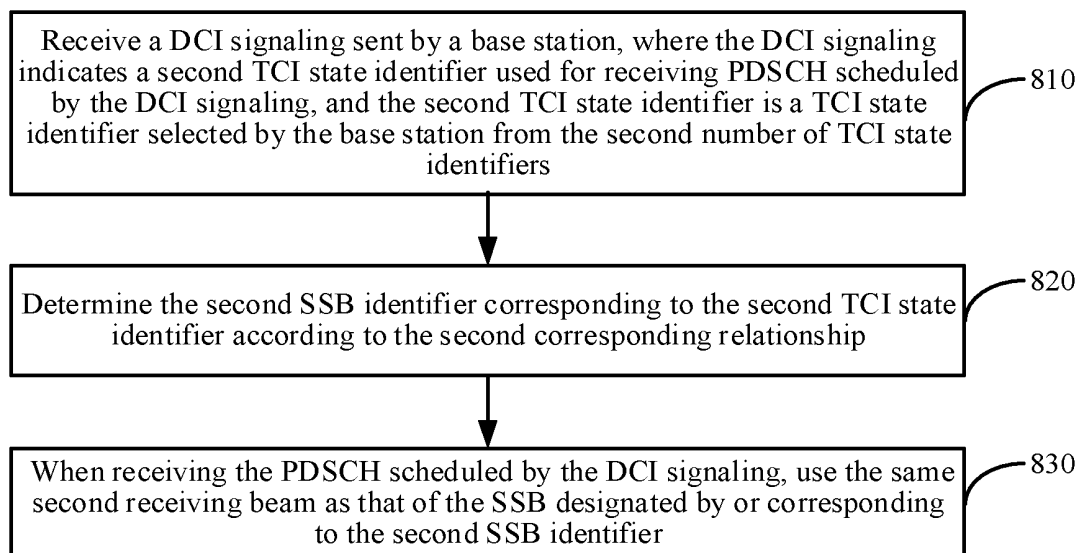 Receive a DCI signaling sent by a base station, where the DCI signaling
indicates a second TCI state identifier used for receiving PDSCH scheduled
by the DCI signaling, and the second TCI state identifier is a TCI state
identifier selected by the base station from the second number of TCI state
identifiers
810
Determine the second SSB identifier corresponding to the second TCI state
identifier according to the second corresponding relationship
820
When receiving the PDSCH scheduled by the DCI signaling, use the same
second receiving beam as that of the SSB designated by or corresponding
to the second SSB identifier
830